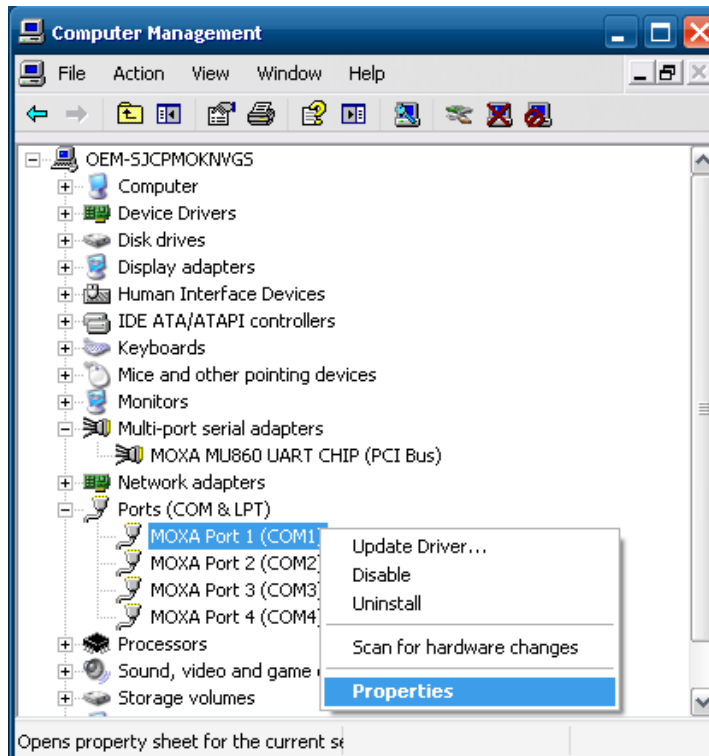 Computer Management
File Action View Window Help
OEM-SJCPMOKNVGS
Computer
Device Drivers
Disk drives
Display adapters
Human Interface Devices
IDE ATA/ATAPI controllers
Keyboards
Mice and other pointing devices
Monitors
Multi-port serial adapters
MOXA MU860 UART CHIP (PCI Bus)
Network adapters
Ports (COM & LPT)
MOXA Port 1 (COM1)
MOXA Port 2 (COM2)
MOXA Port 3 (COM3)
MOXA Port 4 (COM4)
Processors
Sound, video and game
Storage volumes
Update Driver...
Disable
Uninstall
Scan for hardware changes
Properties
Opens property sheet for the current se